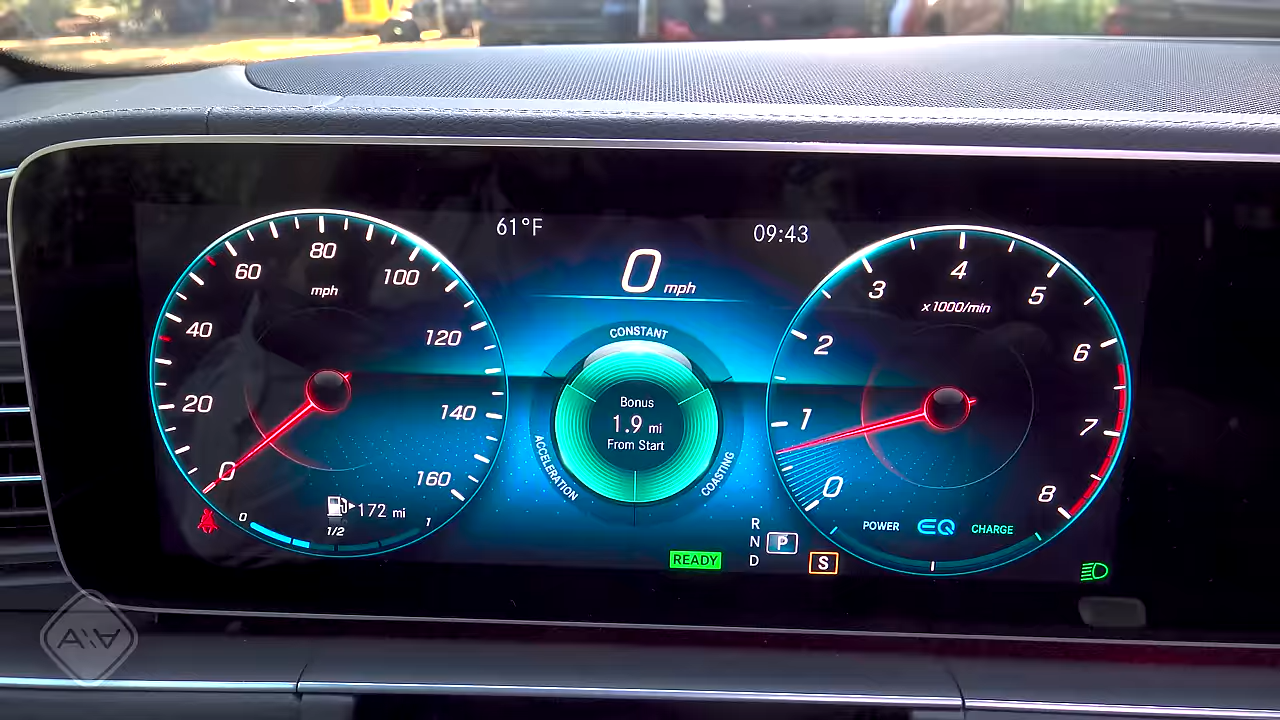 61°F
09:43
0 mph
80
60
100
mph
40
120
20
140
0
160
172 mi
0
1/2
1
CONSTANT
Bonus
1.9 mi
From Start
ACCELERATION
COASTING
READY
R
N
P
D
S
4
3
5
x1000/min
2
6
1
7
0
8
POWER
EQ
CHARGE